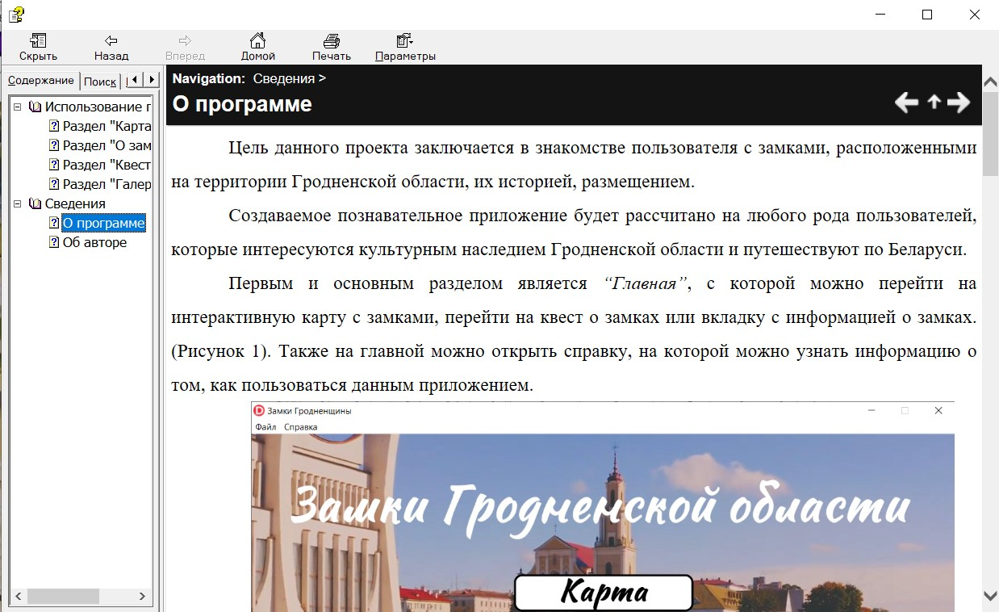 Скрыть Назад Вперед Домой Печать Параметры
Содержание Поиск
Использование
Раздел "Карта
Раздел "О зам
Раздел "Квест
Раздел "Галер
Сведения
О программе
Об авторе
Navigation: Сведения >
О программе
Цель данного проекта заключается в знакомстве пользователя с замками, расположенными
на территории Гродненской области, их историей, размещением.
Создаваемое познавательное приложение будет рассчитано на любого рода пользователей,
которые интересуются культурным наследием Гродненской области и путешествуют по Беларуси.
Первым и основным разделом является “Главная”, с которой можно перейти на
интерактивную карту с замками, перейти на квест о замках или вкладку с информацией о замках.
(Рисунок 1). Также на главной можно открыть справку, на которой можно узнать информацию о
том, как пользоваться данным приложением.
Замки Гродненщины
Файл Справка
Замки Гродненской области
Карта